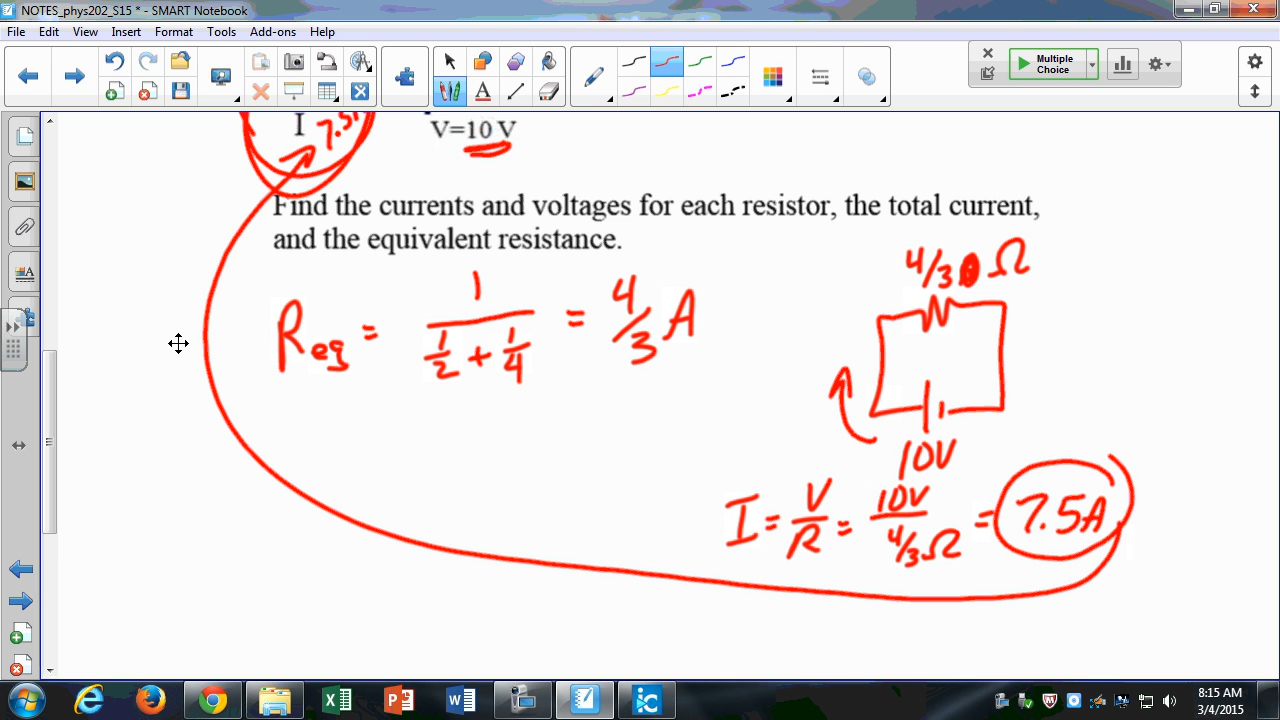 NOTES_phys202_S15 * - SMART Notebook
File Edit View Insert Format Tools Add-ons Help
Multiple
Choice
I 7.5A
V=10 V
Find the currents and voltages for each resistor, the total current,
and the equivalent resistance.
4/3 Ω
Req = 1 / (1/2 + 1/4) = 4/3 A
10V
I = V/R = 10V / 4/3 Ω = 7.5A
8:15 AM
3/4/2015